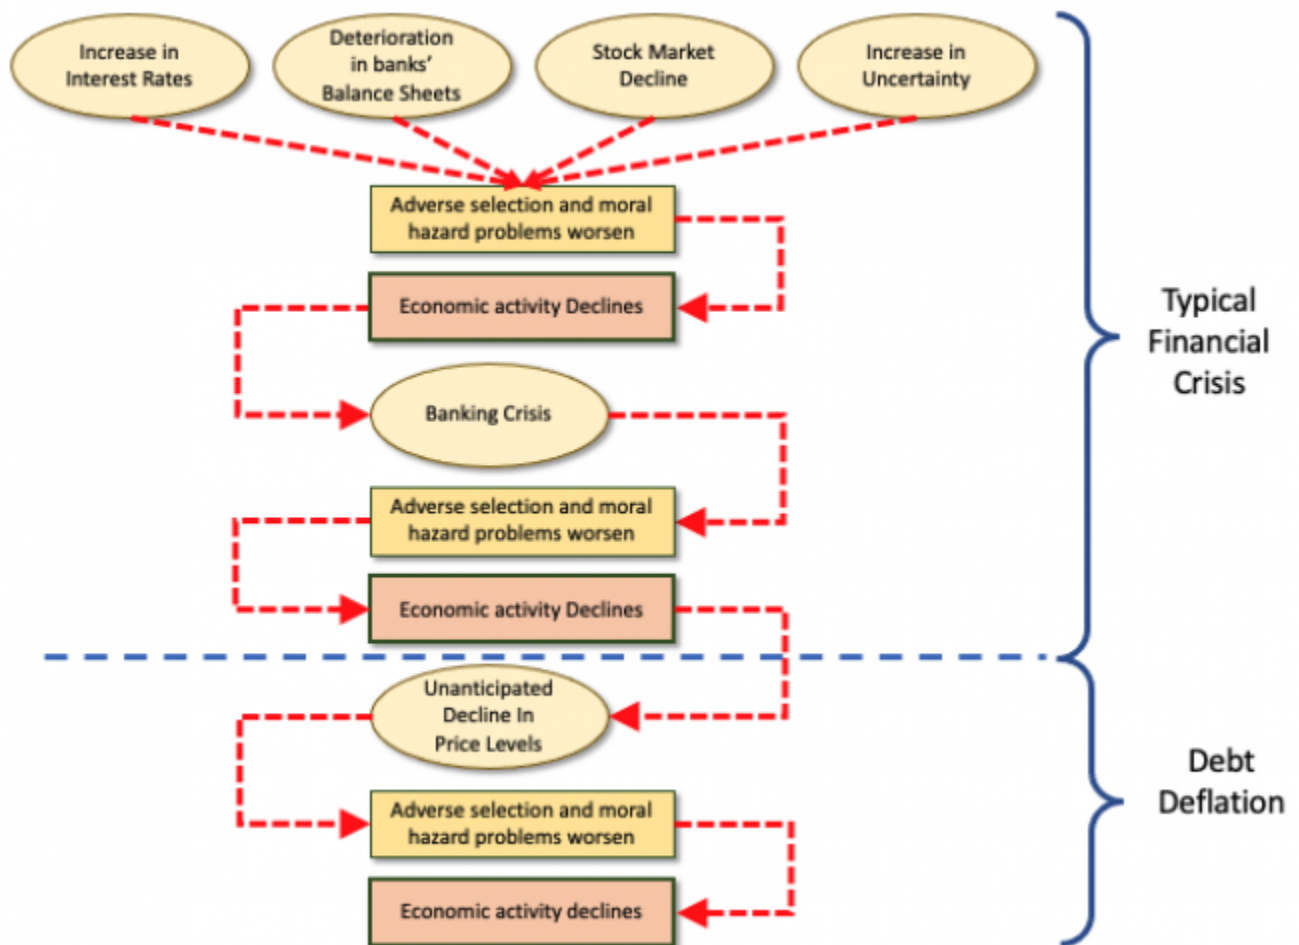 Increase in
Interest Rates
Deterioration
in banks'
Balance Sheets
Stock Market
Decline
Increase in
Uncertainty
Adverse selection and moral
hazard problems worsen
Economic activity Declines
Typical
Financial
Crisis
Banking Crisis
Adverse selection and moral
hazard problems worsen
Economic activity Declines
Unanticipated
Decline In
Price Levels
Debt
Deflation
Adverse selection and moral
hazard problems worsen
Economic activity declines